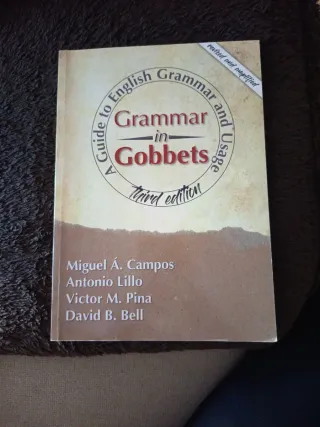 revised and amplified
A Guide to English Grammar and Usage
Grammar
in
Gobbets
third edition
Miguel Á. Campos
Antonio Lillo
Victor M. Pina
David B. Bell